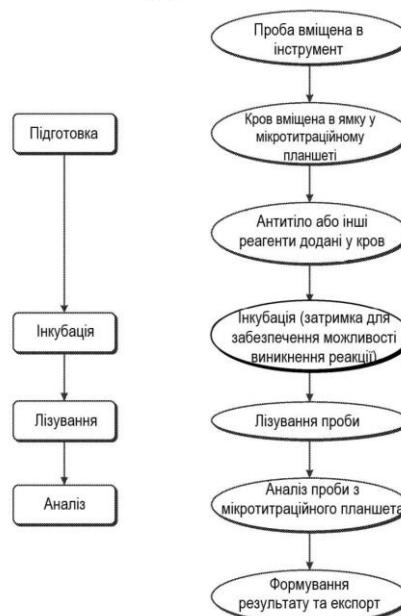 Проба вміщена в
інструмент
Підготовка
Кров вміщена в ямку у
мікротитраційному
планшеті
Антитіло або інші
реагенти додані у кров
Інкубація
Інкубація (затримка для
забезпечення можливості
виникнення реакції)
Лізування
Лізування проби
Аналіз
Аналіз проби з
мікротитраційного планшета
Формування
результату та експорт